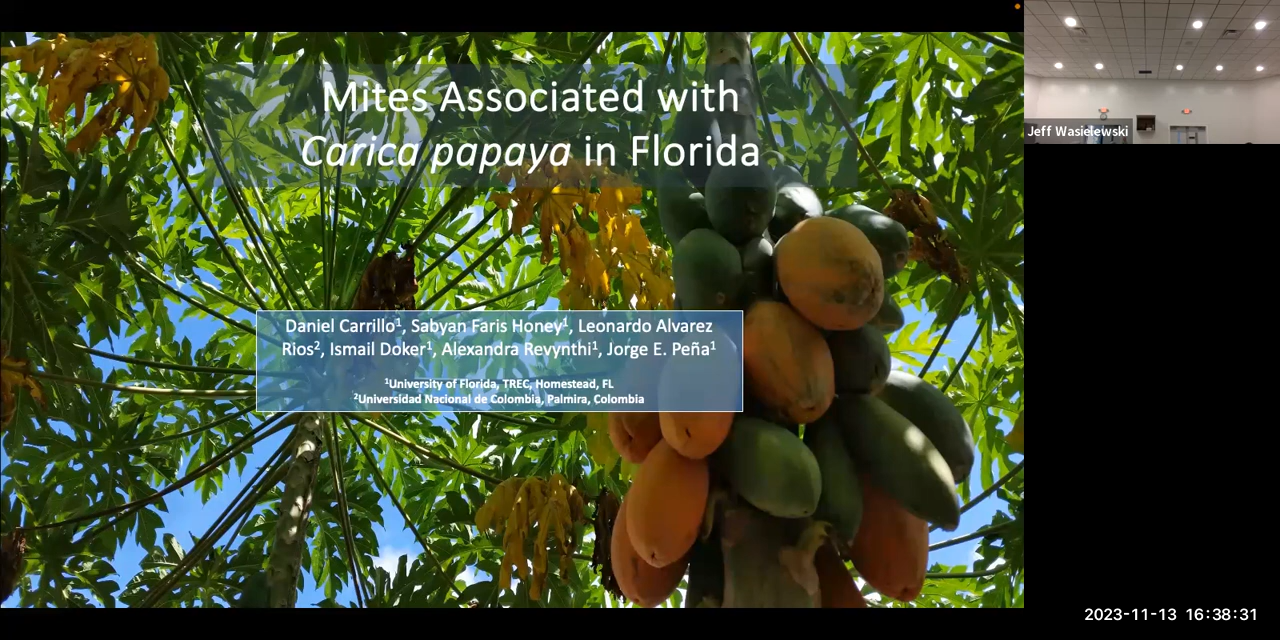 Mites Associated with
Carica papaya in Florida
Daniel Carrillo¹, Sabyan Faris Honey¹, Leonardo Alvarez
Rios², Ismail Doker¹, Alexandra Revynthi¹, Jorge E. Peña¹
¹University of Florida, TREC, Homestead, FL
²Universidad Nacional de Colombia, Palmira, Colombia
Jeff Wasielewski
2023-11-13 16:38:31